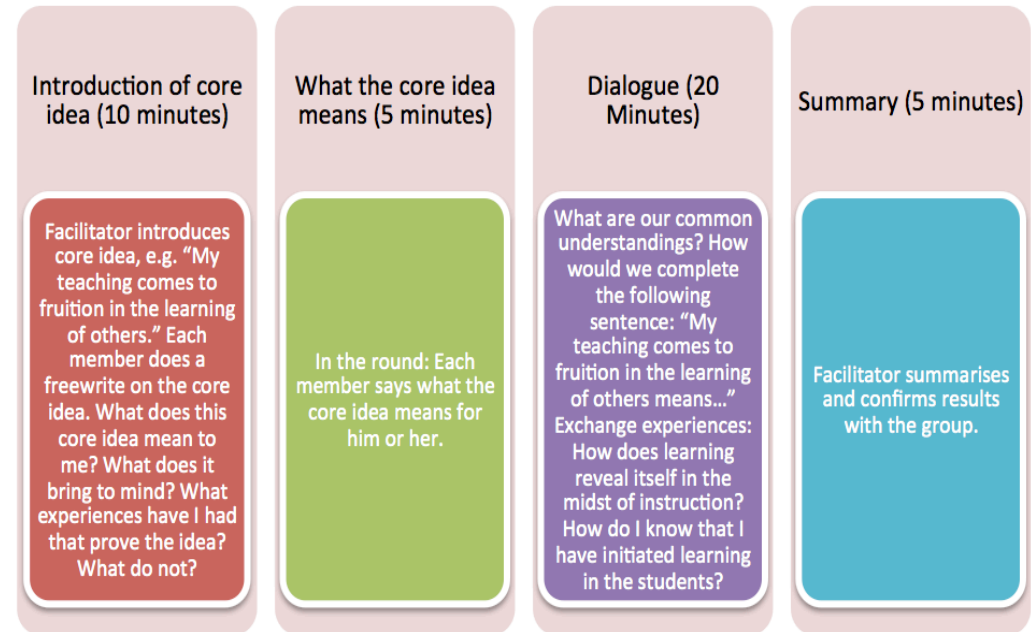 Introduction of core
idea (10 minutes)
Facilitator introduces
core idea, e.g. “My
teaching comes to
fruition in the learning
of others.” Each
member does a
freewrite on the core
idea. What does this
core idea mean to
me? What does it
bring to mind? What
experiences have I had
that prove the idea?
What do not?
What the core idea
means (5 minutes)
In the round: Each
member says what the
core idea means for
him or her.
Dialogue (20
Minutes)
What are our common
understandings? How
would we complete
the following
sentence: “My
teaching comes to
fruition in the learning
of others means…”
Exchange experiences:
How does learning
reveal itself in the
midst of instruction?
How do I know that I
have initiated learning
in the students?
Summary (5 minutes)
Facilitator summarises
and confirms results
with the group.